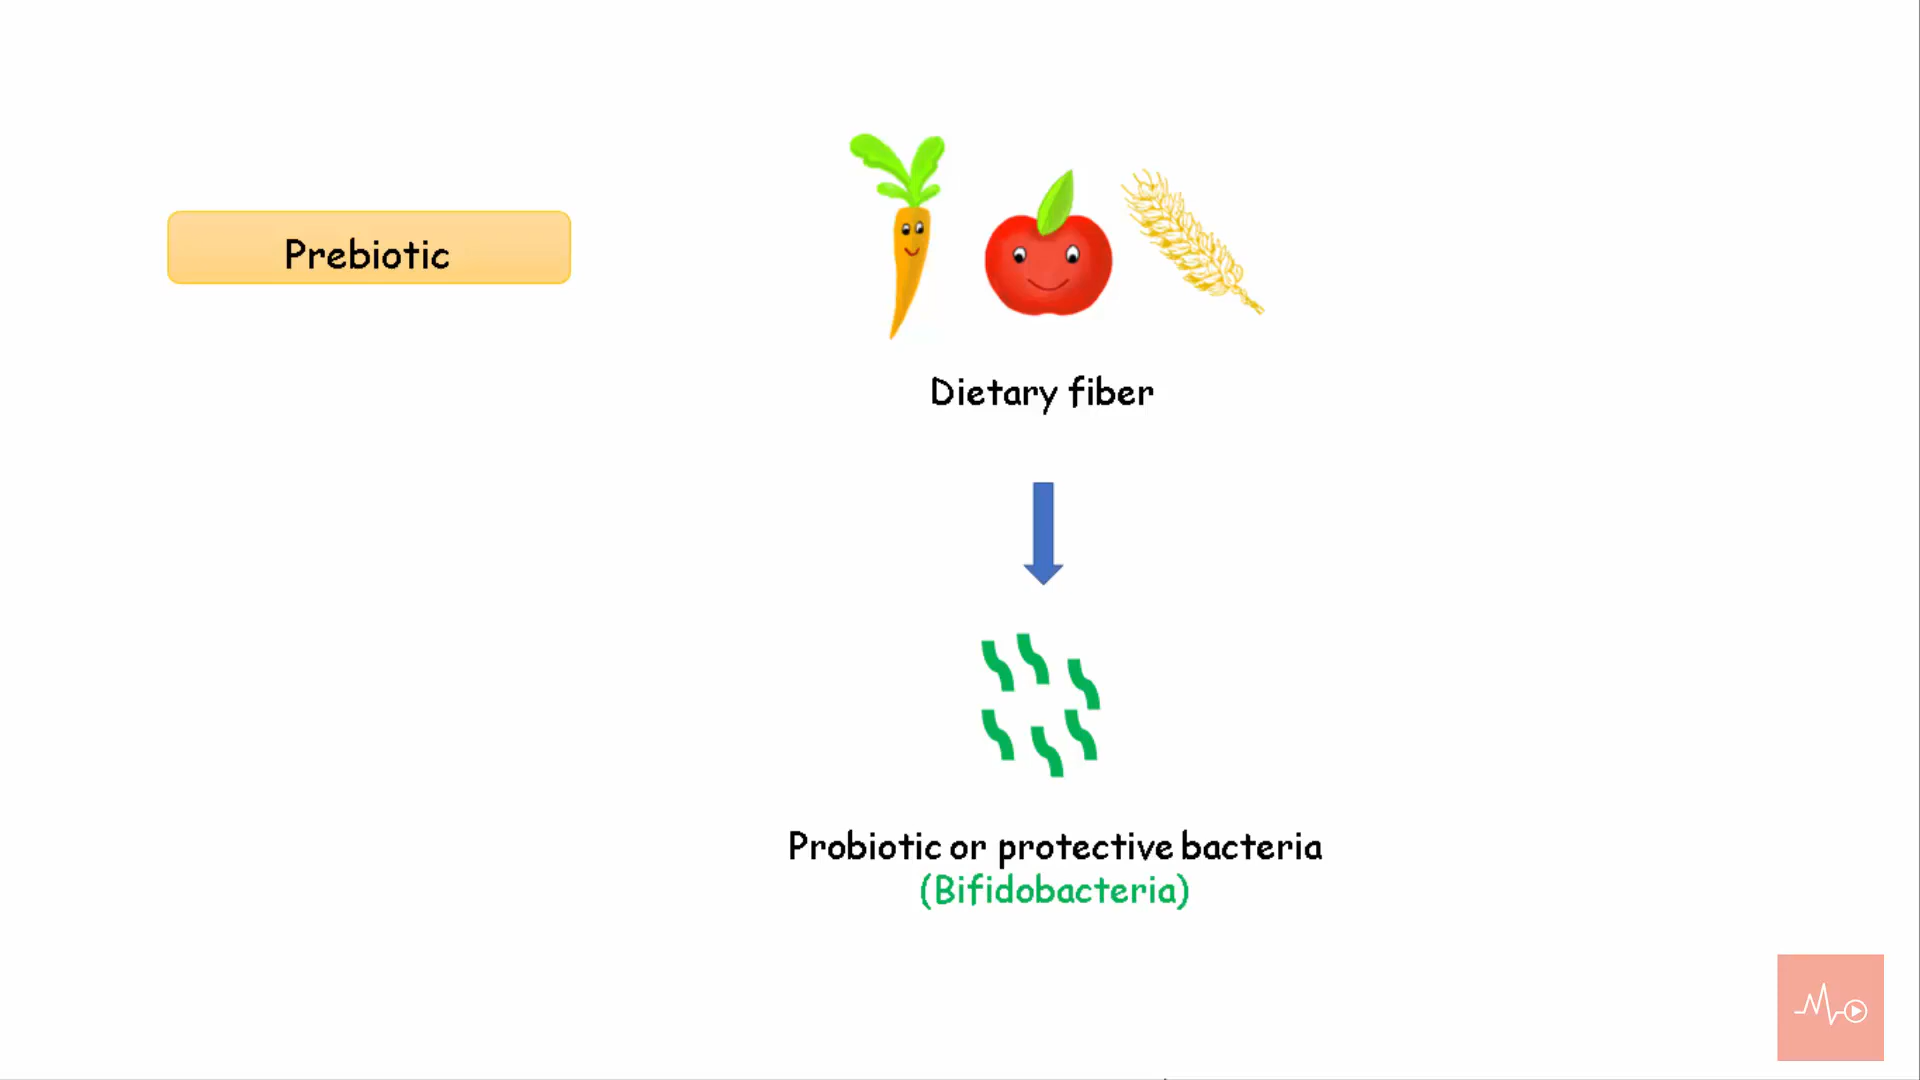 Prebiotic
Dietary fiber
Probiotic or protective bacteria
(Bifidobacteria)